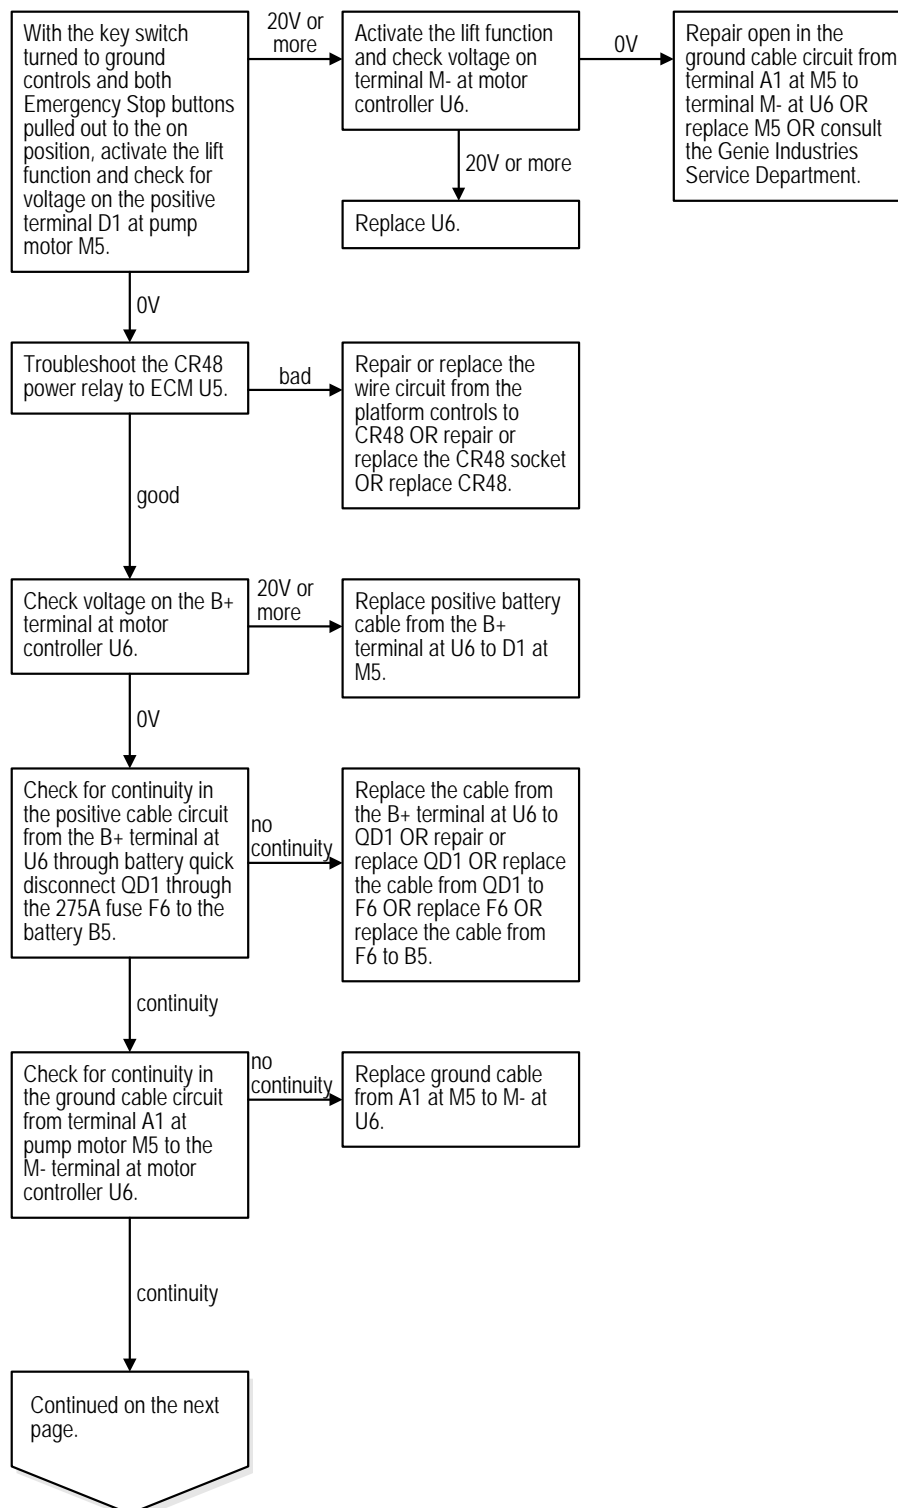 With the key switch
turned to ground
controls and both
Emergency Stop buttons
pulled out to the on
position, activate the lift
function and check for
voltage on the positive
terminal D1 at pump
motor M5.
20V or
more
Activate the lift function
and check voltage on
terminal M- at motor
controller U6.
0V
Repair open in the
ground cable circuit from
terminal A1 at M5 to
terminal M- at U6 OR
replace M5 OR consult
the Genie Industries
Service Department.
20V or more
Replace U6.
0V
Troubleshoot the CR48
power relay to ECM U5.
bad
Repair or replace the
wire circuit from the
platform controls to
CR48 OR repair or
replace the CR48 socket
OR replace CR48.
good
Check voltage on the B+
terminal at motor
controller U6.
20V or
more
Replace positive battery
cable from the B+
terminal at U6 to D1 at
M5.
0V
Check for continuity in
the positive cable circuit
from the B+ terminal at
U6 through battery quick
disconnect QD1 through
the 275A fuse F6 to the
battery B5.
no
continuity
Replace the cable from
the B+ terminal at U6 to
QD1 OR repair or
replace QD1 OR replace
the cable from QD1 to
F6 OR replace F6 OR
replace the cable from
F6 to B5.
continuity
Check for continuity in
the ground cable circuit
from terminal A1 at
pump motor M5 to the
M- terminal at motor
controller U6.
no
continuity
Replace ground cable
from A1 at M5 to M- at
U6.
continuity
Continued on the next
page.